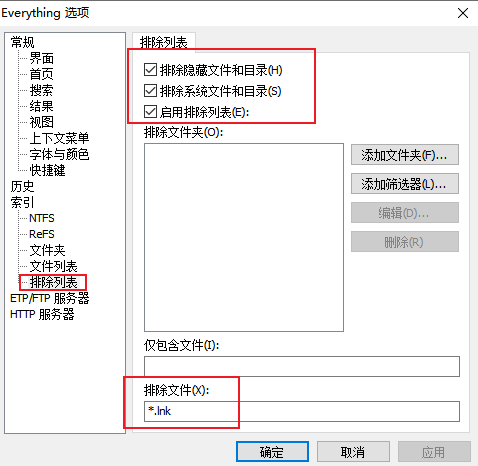 Everything 选项
常规
界面
首页
搜索
结果
视图
上下文菜单
字体与颜色
快捷键
历史
索引
NTFS
ReFS
文件夹
文件列表
排除列表
ETP/FTP 服务器
HTTP 服务器
排除列表
排除隐藏文件和目录(H)
排除系统文件和目录(S)
启用排除列表(E):
排除文件夹(O):
添加文件夹(F)...
添加筛选器(L)...
编辑(D)...
删除(R)
仅包含文件(I):
排除文件(X):
*.lnk
确定
取消
应用